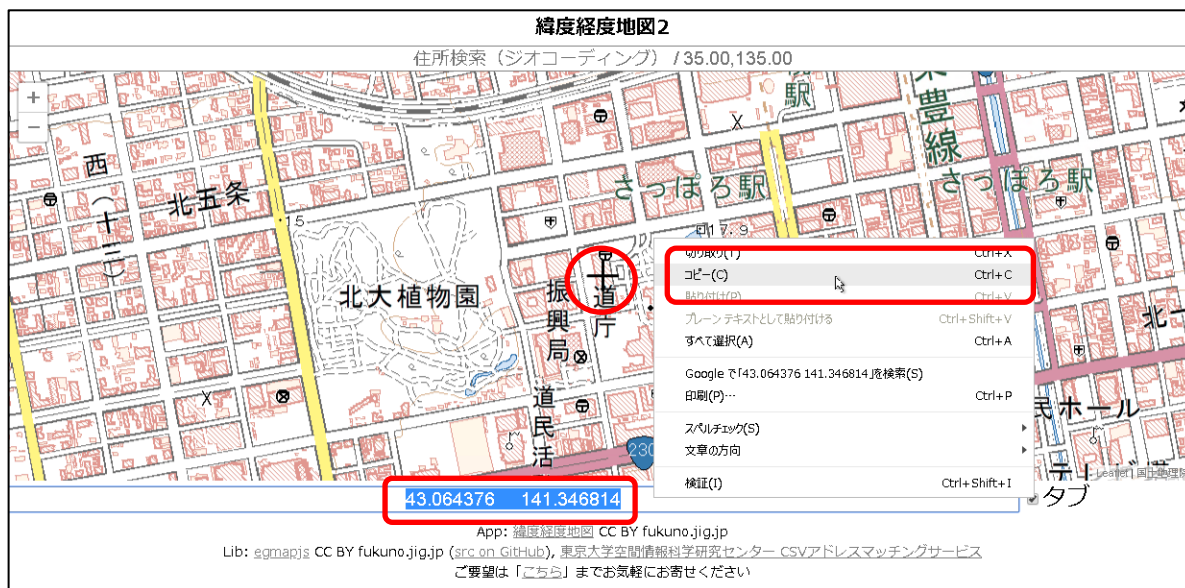 緯度経度地図2
住所検索（ジオコーディング） / 35.00,135.00
+
−
駅
東豊線
西（十三）
北五条
15
さっぽろ駅
さっぽろ駅
17.9
北大植物園
振興局
道庁
道民活
230
民ホール
北一
切り取り(T) Ctrl+X
コピー(C) Ctrl+C
貼り付け(P) Ctrl+V
プレーンテキストとして貼り付ける Ctrl+Shift+V
すべて選択(A) Ctrl+A
Google で「43.064376 141.346814」を検索(S)
印刷(P)… Ctrl+P
スペルチェック(S)
文章の方向
検証(I) Ctrl+Shift+I
Leaflet | 国土地理院
43.064376 141.346814
タブ
App: 緯度経度地図 CC BY fukuno.jig.jp
Lib: egmapjs CC BY fukuno.jig.jp (src on GitHub), 東京大学空間情報科学研究センター CSVアドレスマッチングサービス
ご要望は「こちら」までお気軽にお寄せください